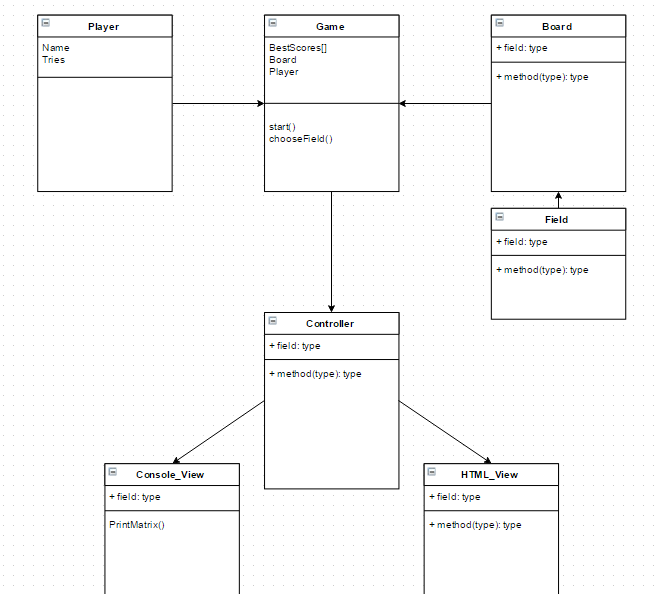 Player
Name
Tries
Game
BestScores[]
Board
Player
start()
chooseField()
Board
+ field: type
+ method(type): type
Field
+ field: type
+ method(type): type
Controller
+ field: type
+ method(type): type
Console_View
+ field: type
PrintMatrix()
HTML_View
+ field: type
+ method(type): type